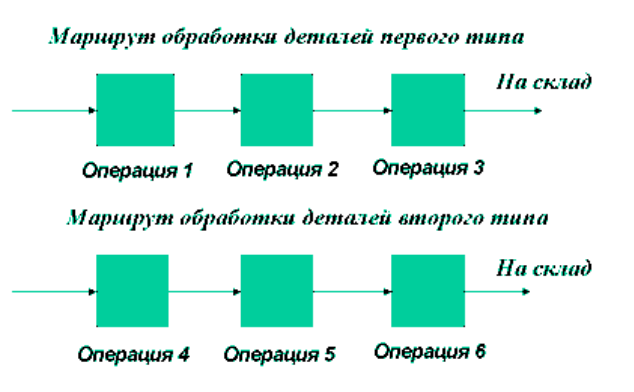 Маршрут обработки деталей первого типа
На склад
Операция 1 Операция 2 Операция 3
Маршрут обработки деталей второго типа
На склад
Операция 4 Операция 5 Операция 6